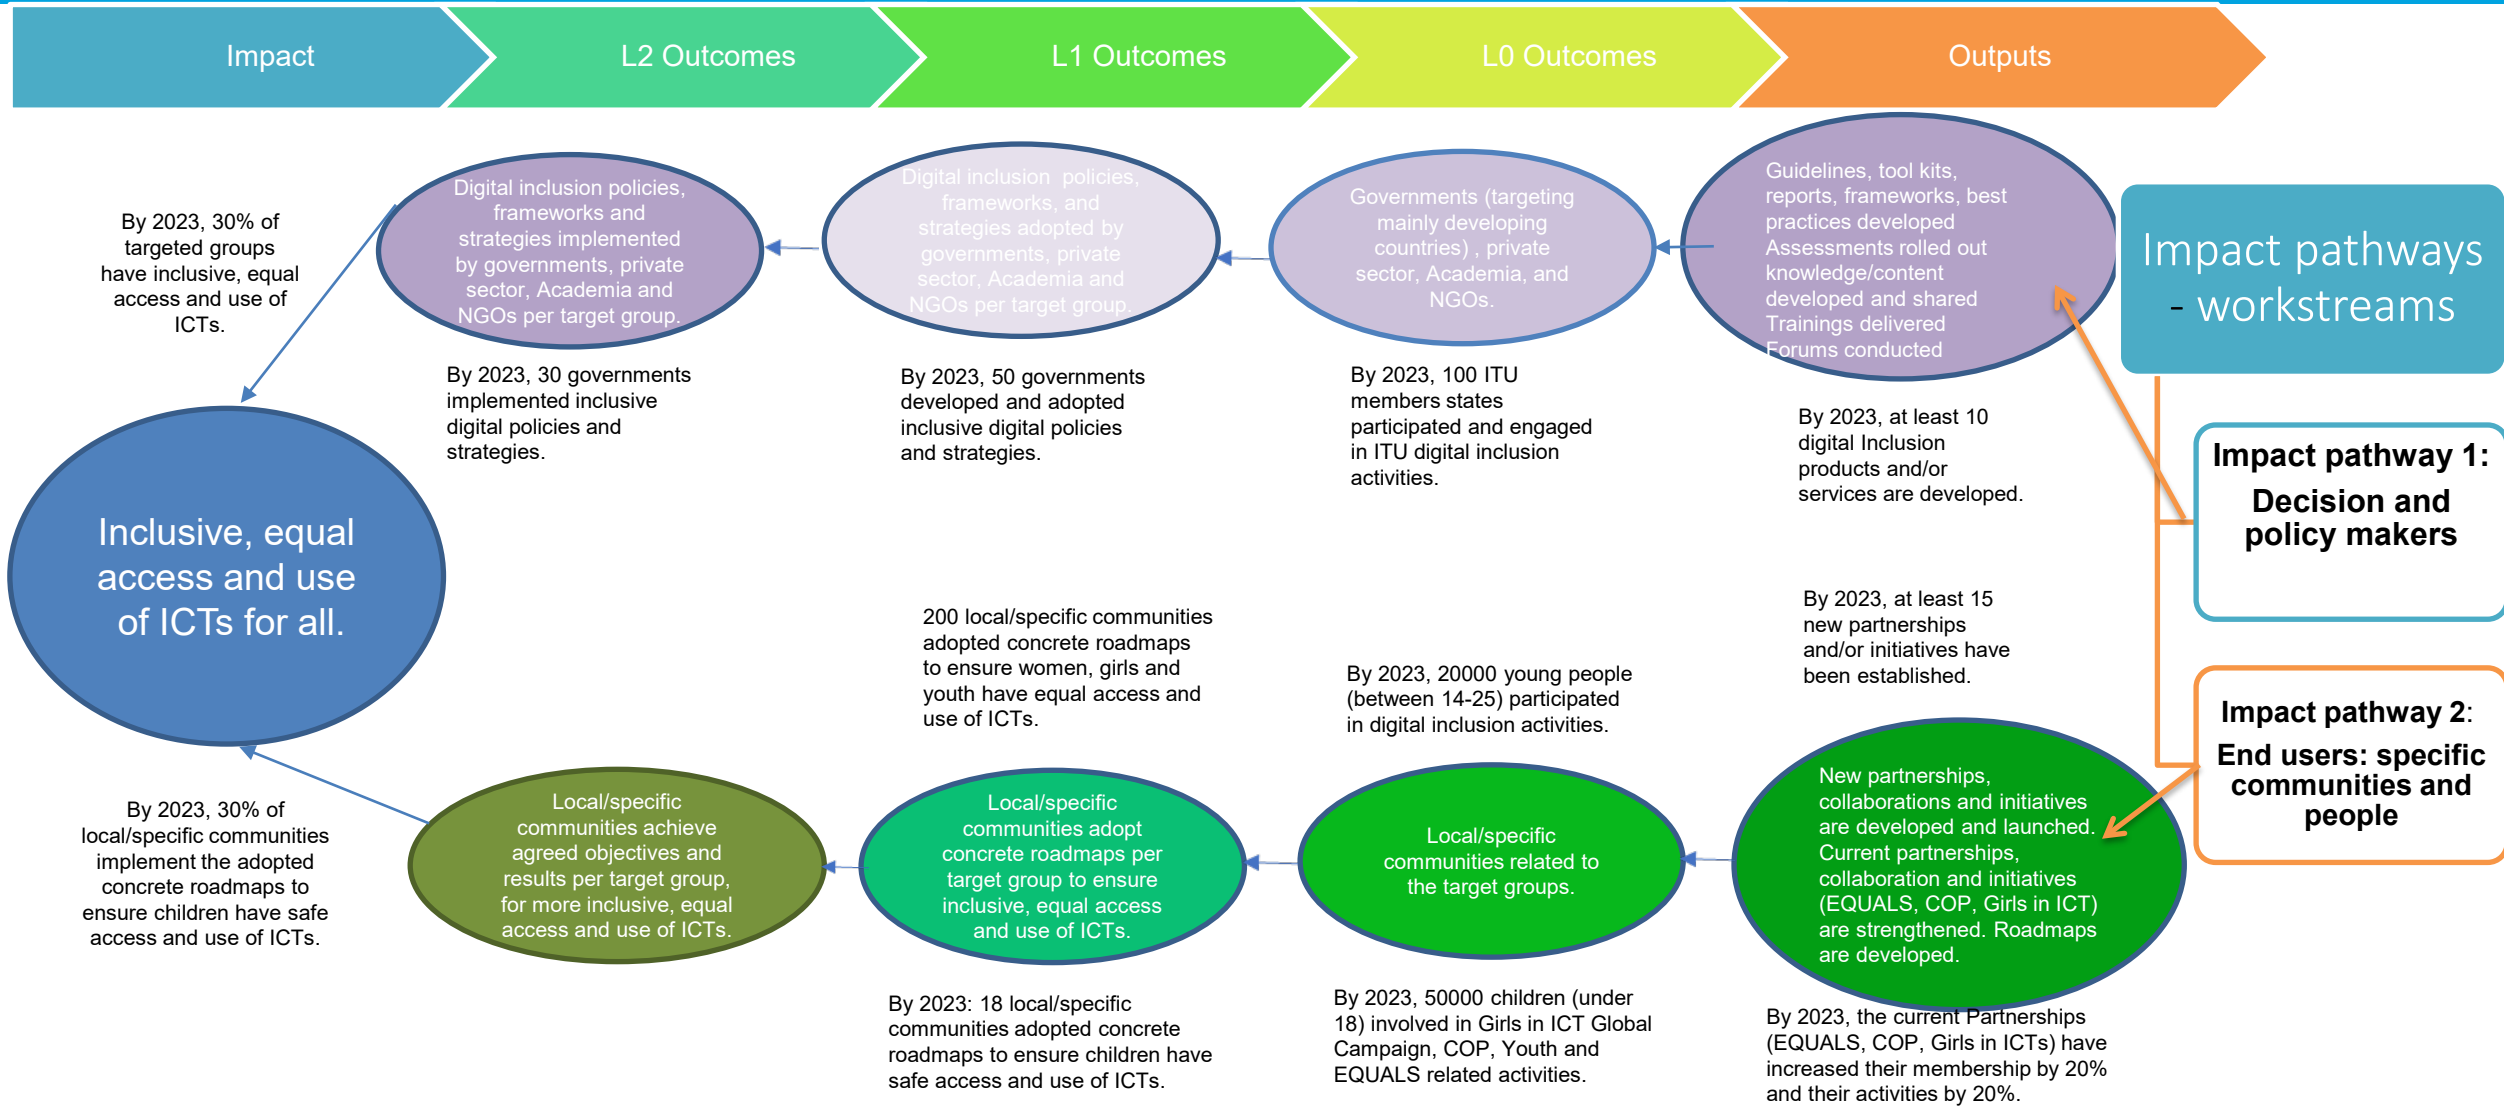 Impact
L2 Outcomes
L1 Outcomes
L0 Outcomes
Outputs
By 2023, 30% of
targeted groups
have inclusive, equal
access and use of
ICTs.
Digital inclusion policies,
frameworks and
strategies implemented
by governments, private
sector, Academia and
NGOs per target group.
Digital inclusion  policies,
frameworks, and
strategies adopted by
governments, private
sector, Academia and
NGOs per target group.
Governments (targeting
mainly developing
countries) , private
sector, Academia, and
NGOs.
Guidelines, tool kits,
reports, frameworks, best
practices developed
Assessments rolled out
knowledge/content
developed and shared
Trainings delivered
Forums conducted
Impact pathways
- workstreams
By 2023, 30 governments
implemented inclusive
digital policies and
strategies.
By 2023, 50 governments
developed and adopted
inclusive digital policies
and strategies.
By 2023, 100 ITU
members states
participated and engaged
in ITU digital inclusion
activities.
By 2023, at least 10
digital Inclusion
products and/or
services are developed.
Impact pathway 1:
Decision and
policy makers
Inclusive, equal
access and use
of ICTs for all.
200 local/specific communities
adopted concrete roadmaps
to ensure women, girls and
youth have equal access and
use of ICTs.
By 2023, 20000 young people
(between 14-25) participated
in digital inclusion activities.
By 2023, at least 15
new partnerships
and/or initiatives have
been established.
Impact pathway 2:
End users: specific
communities and
people
By 2023, 30% of
local/specific communities
implement the adopted
concrete roadmaps to
ensure children have safe
access and use of ICTs.
Local/specific
communities achieve
agreed objectives and
results per target group,
for more inclusive, equal
access and use of ICTs.
Local/specific
communities adopt
concrete roadmaps per
target group to ensure
inclusive, equal access
and use of ICTs.
Local/specific
communities related to
the target groups.
New partnerships,
collaborations and initiatives
are developed and launched.
Current partnerships,
collaboration and initiatives
(EQUALS, COP, Girls in ICT)
are strengthened. Roadmaps
are developed.
By 2023: 18 local/specific
communities adopted concrete
roadmaps to ensure children have
safe access and use of ICTs.
By 2023, 50000 children (under
18) involved in Girls in ICT Global
Campaign, COP, Youth and
EQUALS related activities.
By 2023, the current Partnerships
(EQUALS, COP, Girls in ICTs) have
increased their membership by 20%
and their activities by 20%.